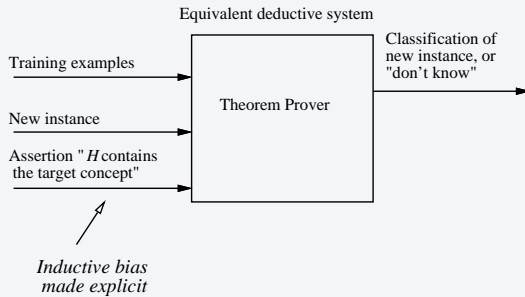 Equivalent deductive system
Training examples
New instance
Assertion " H contains
the target concept"
Theorem Prover
Classification of
new instance, or
"don't know"
Inductive bias
made explicit